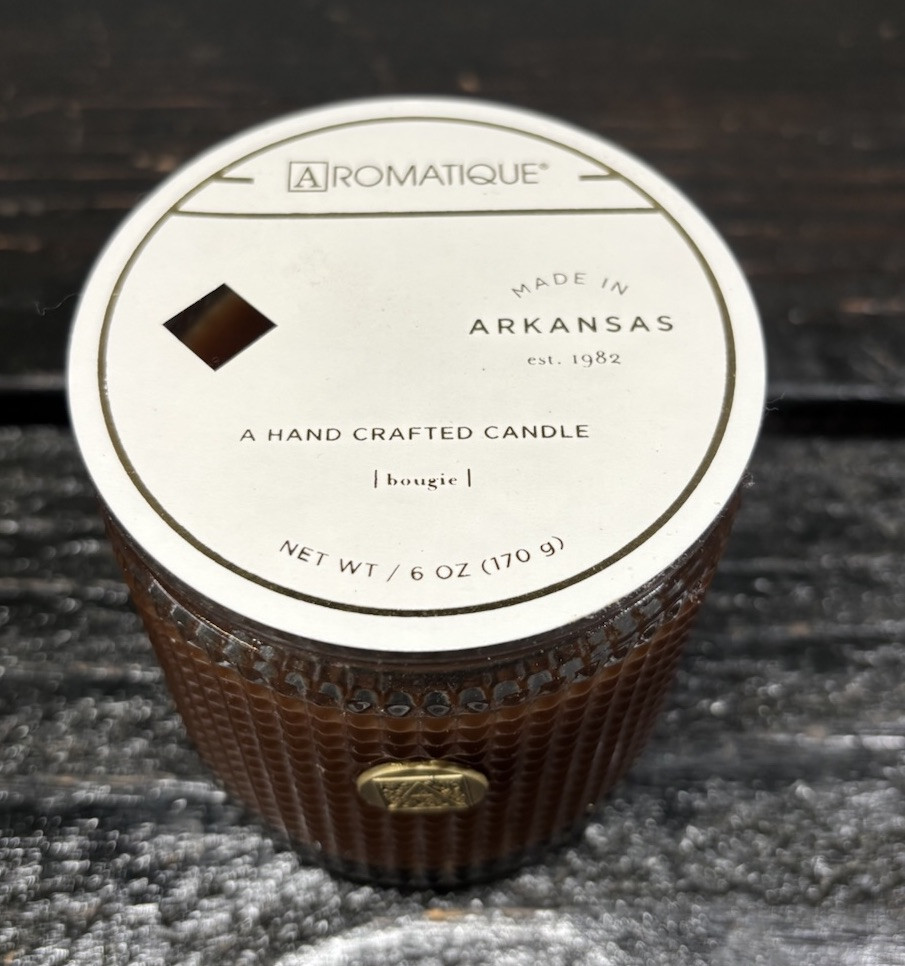 AROMATIQUE®
MADE IN
ARKANSAS
est. 1982
A HAND CRAFTED CANDLE
| bougie |
NET WT / 6 OZ (170 g)